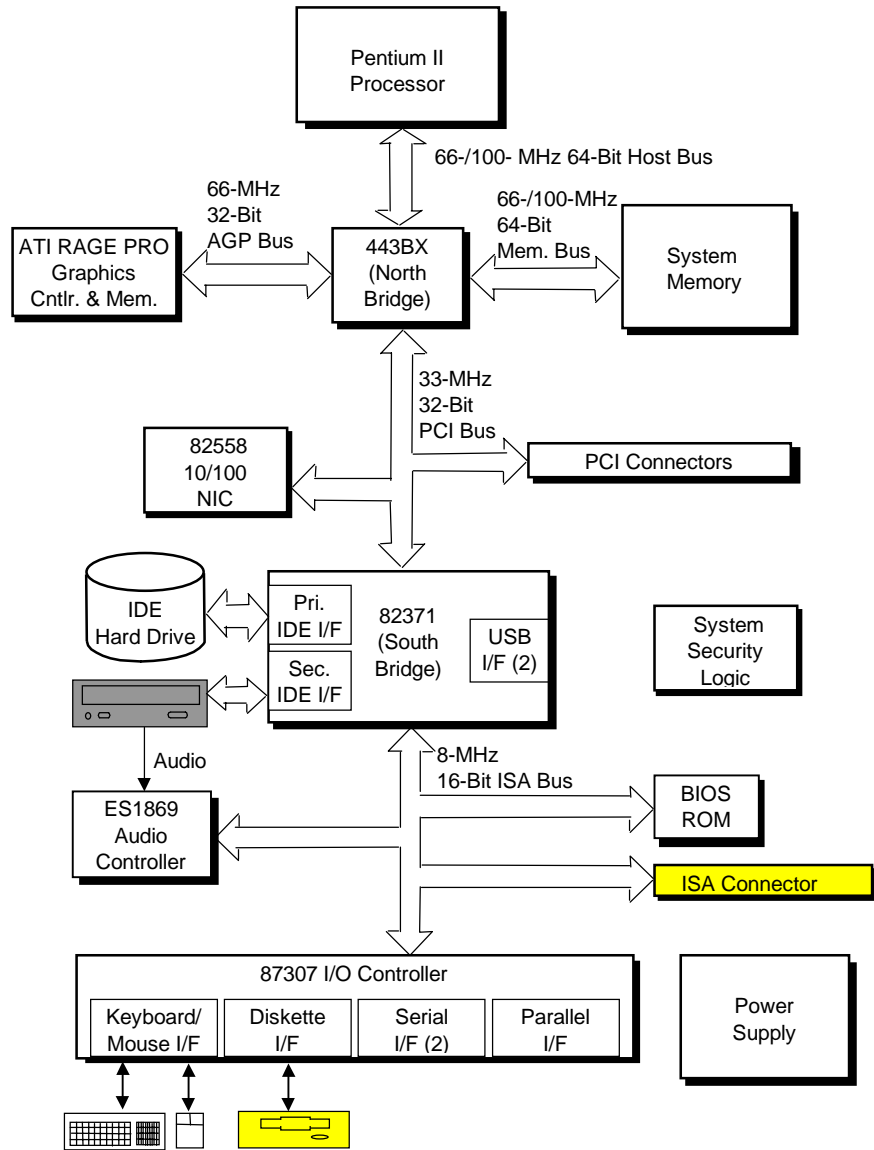 Pentium II
Processor
66-/100- MHz 64-Bit Host Bus
66-MHz
32-Bit
AGP Bus
66-/100-MHz
64-Bit
Mem. Bus
ATI RAGE PRO
Graphics
Cntlr. & Mem.
443BX
(North
Bridge)
System
Memory
33-MHz
32-Bit
PCI Bus
82558
10/100
NIC
PCI Connectors
IDE
Hard Drive
Pri.
IDE I/F
Sec.
IDE I/F
82371
(South
Bridge)
USB
I/F (2)
System
Security
Logic
Audio
8-MHz
16-Bit ISA Bus
ES1869
Audio
Controller
BIOS
ROM
ISA Connector
87307 I/O Controller
Keyboard/
Mouse I/F
Diskette
I/F
Serial
I/F (2)
Parallel
I/F
Power
Supply